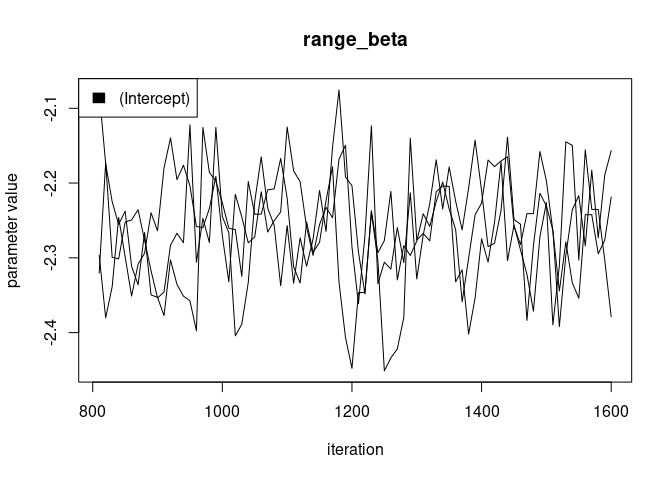 range_beta
(Intercept)
parameter value
-2.1
-2.2
-2.3
-2.4
800 1000 1200 1400 1600
iteration